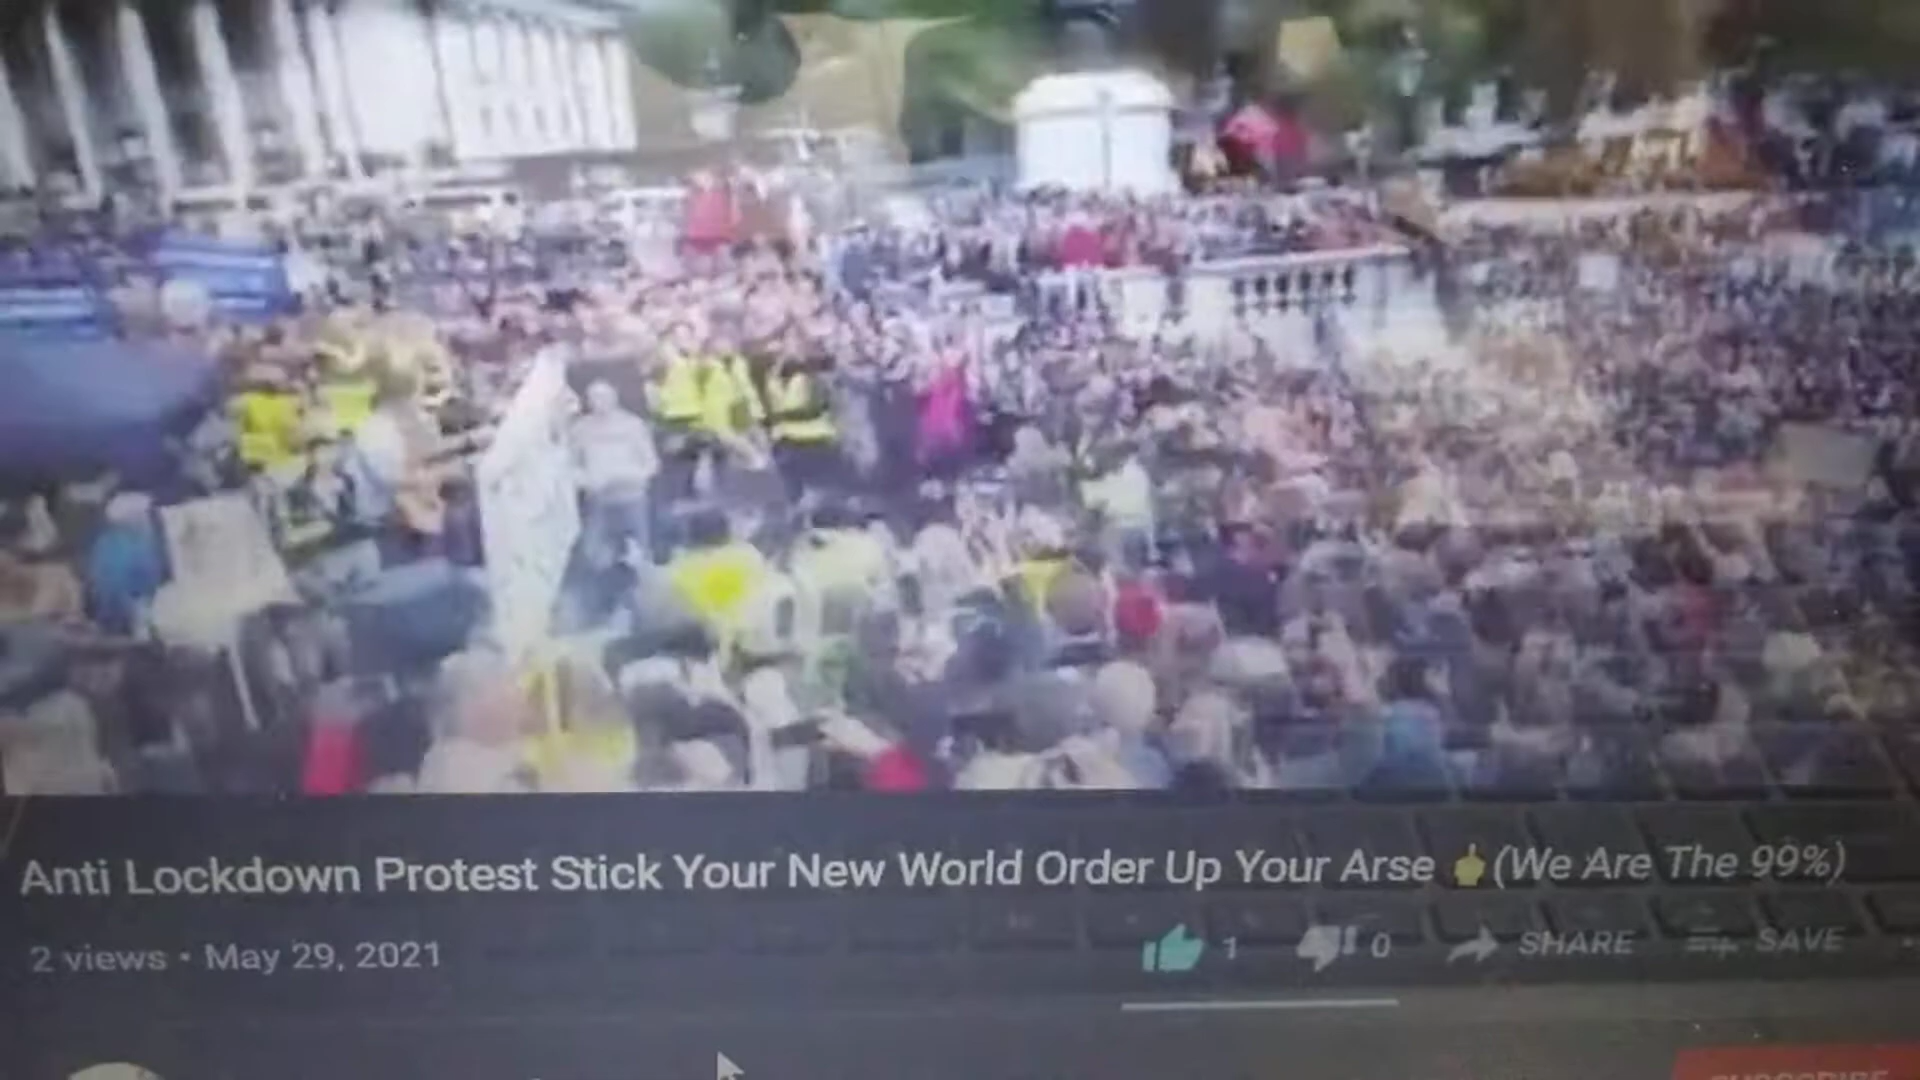 Anti Lockdown Protest Stick Your New World Order Up Your Arse 🖕(We Are The 99%)
2 views • May 29, 2021
1
0
SHARE
SAVE
SUBSCRIBE